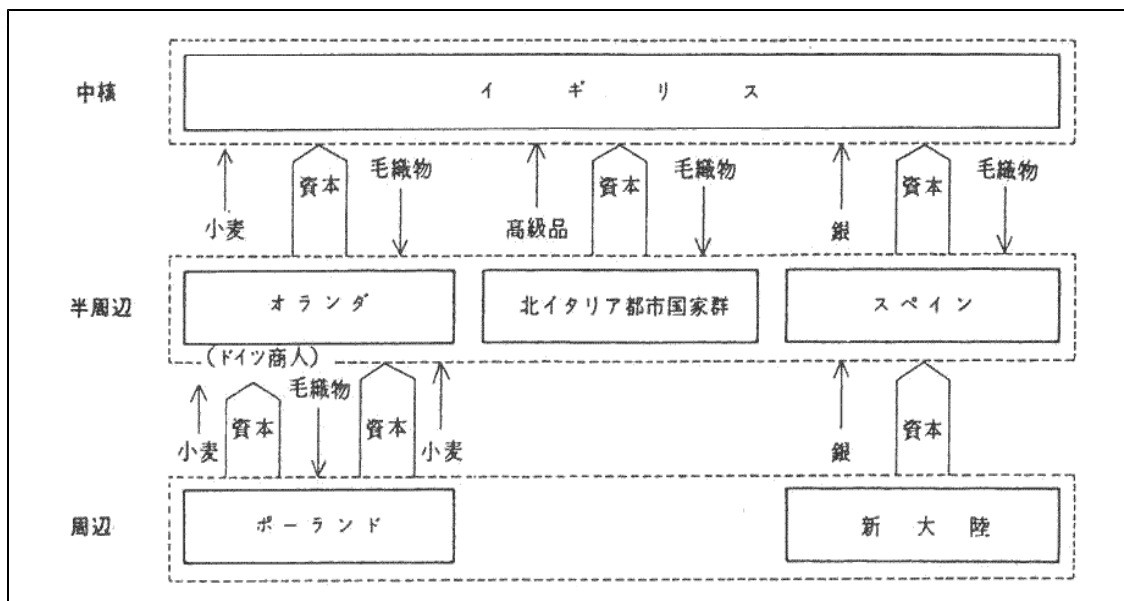 中核
イギリス
資本
毛織物
資本
毛織物
資本
毛織物
小麦
高級品
銀
半周辺
オランダ
北イタリア都市国家群
スペイン
(ドイツ商人)
毛織物
資本
資本
資本
小麦
小麦
銀
周辺
ポーランド
新大陸